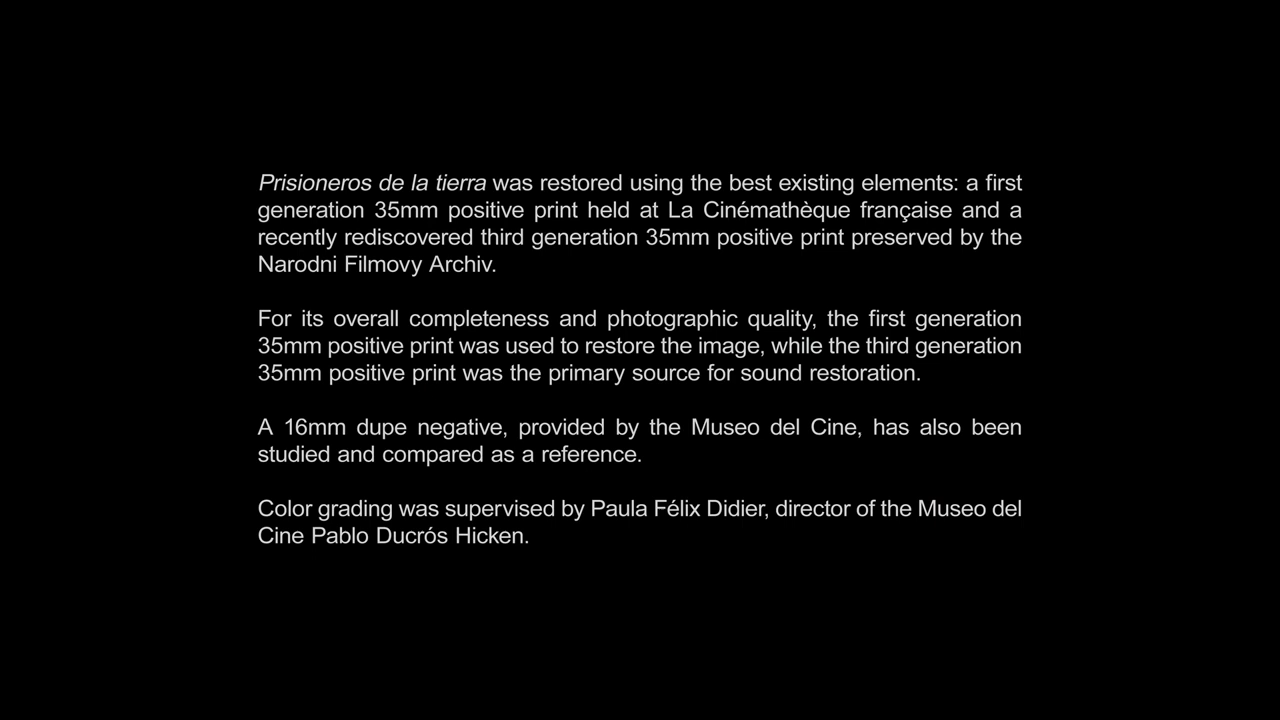 Prisioneros de la tierra was restored using the best existing elements: a first
generation 35mm positive print held at La Cinémathèque française and a
recently rediscovered third generation 35mm positive print preserved by the
Narodni Filmovy Archiv.
For its overall completeness and photographic quality, the first generation
35mm positive print was used to restore the image, while the third generation
35mm positive print was the primary source for sound restoration.
A 16mm dupe negative, provided by the Museo del Cine, has also been
studied and compared as a reference.
Color grading was supervised by Paula Félix Didier, director of the Museo del
Cine Pablo Ducrós Hicken.